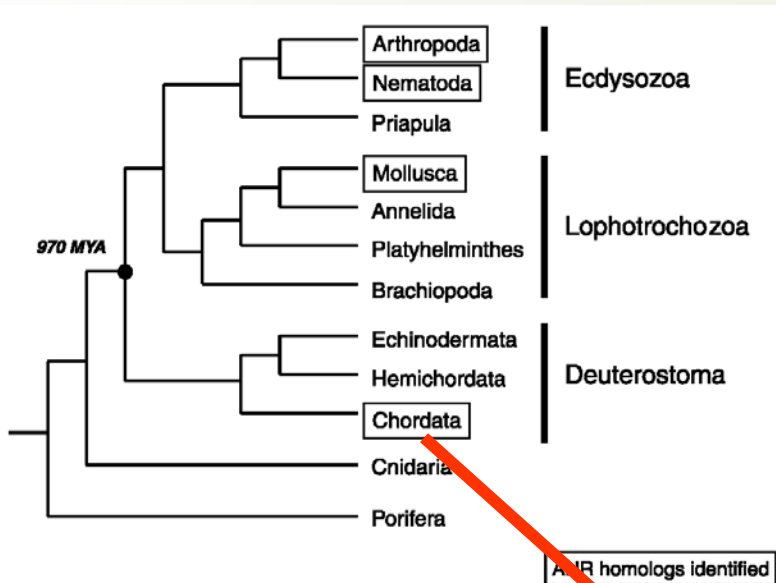 Arthropoda
Nematoda
Priapula
Ecdysozoa
Mollusca
Annelida
Platyhelminthes
Brachiopoda
Lophotrochozoa
970 MYA
Echinodermata
Hemichordata
Chordata
Deuterostoma
Cnidaria
Porifera
homologs identified